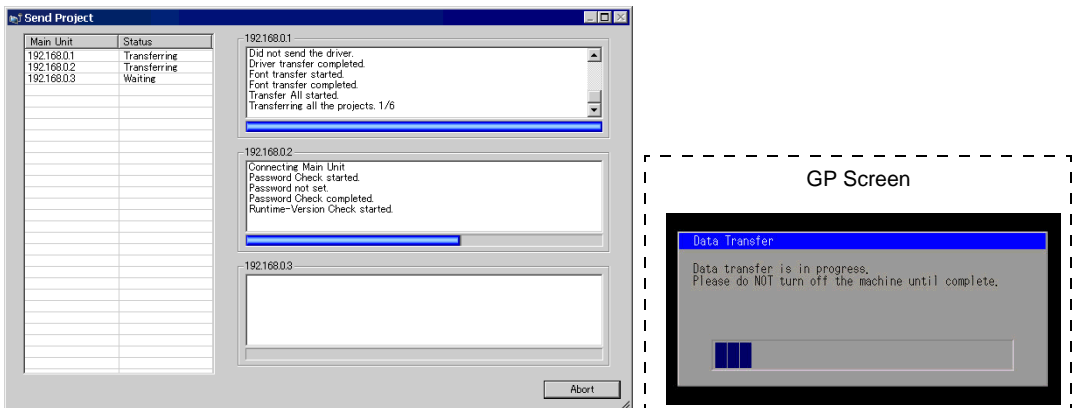 Send Project
Main Unit Status
192.168.0.1 Transferring
192.168.0.2 Transferring
192.168.0.3 Waiting
192.168.0.1
Did not send the driver.
Driver transfer completed.
Font transfer started.
Font transfer completed.
Transfer All started.
Transferring all the projects. 1/6
192.168.0.2
Connecting Main Unit
Password Check started.
Password not set.
Password Check completed.
Runtime-Version Check started.
192.168.0.3
Abort
GP Screen
Data Transfer
Data transfer is in progress.
Please do NOT turn off the machine until complete.